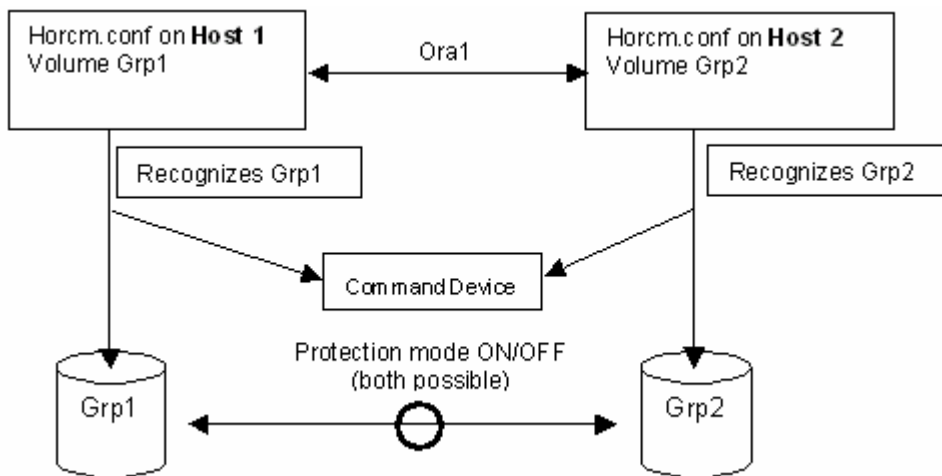 Horcm.conf on Host 1
Volume Grp1
Ora1
Horcm.conf on Host 2
Volume Grp2
Recognizes Grp1
Recognizes Grp2
Command Device
Protection mode ON/OFF
(both possible)
Grp1
Grp2